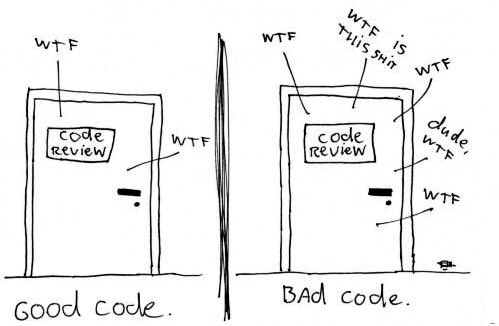 WTF
CODE
REVIEW
WTF
GOOD CODE.
WTF
WTF IS
THIS SHIT
WTF
CODE
REVIEW
dude,
WTF
WTF
BAd CODE.